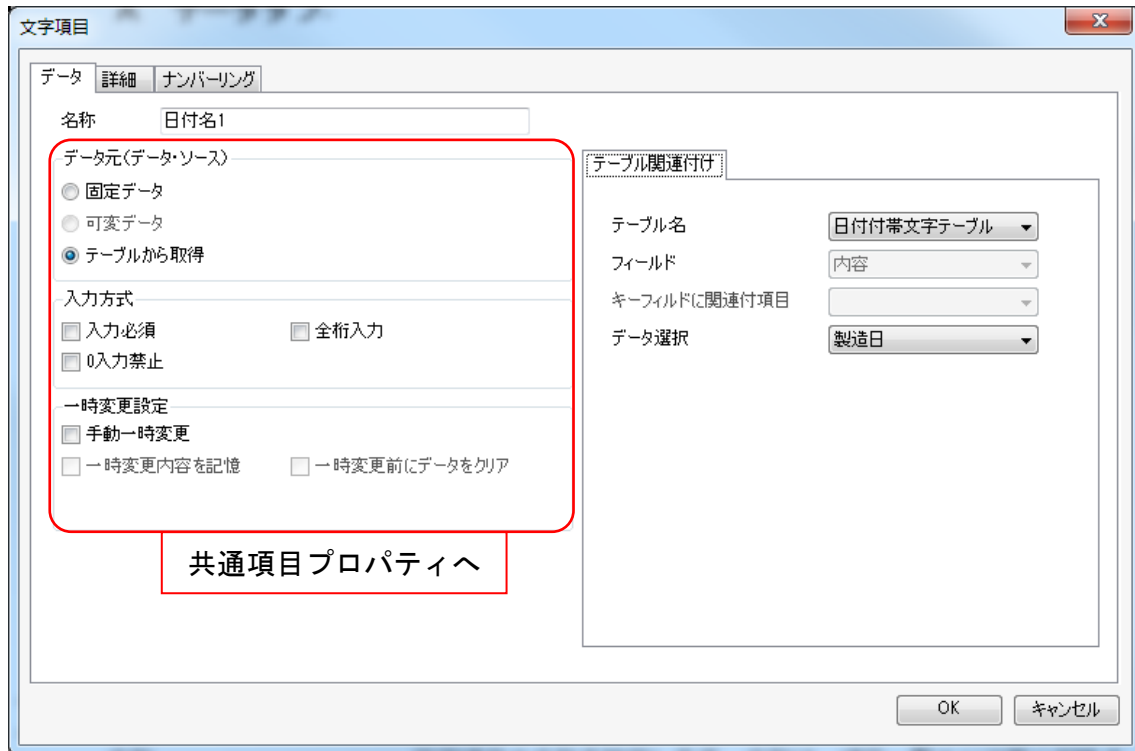 文字項目
データ 詳細 ナンバーリング
名称 日付名1
データ元(データ・ソース)
固定データ
可変データ
テーブルから取得
入力方式
入力必須 全桁入力
0入力禁止
一時変更設定
手動一時変更
一時変更内容を記憶 一時変更前にデータをクリア
共通項目プロパティへ
テーブル関連付け
テーブル名 日付付帯文字テーブル
フィールド 内容
キーフィルドに関連付項目
データ選択 製造日
OK キャンセル